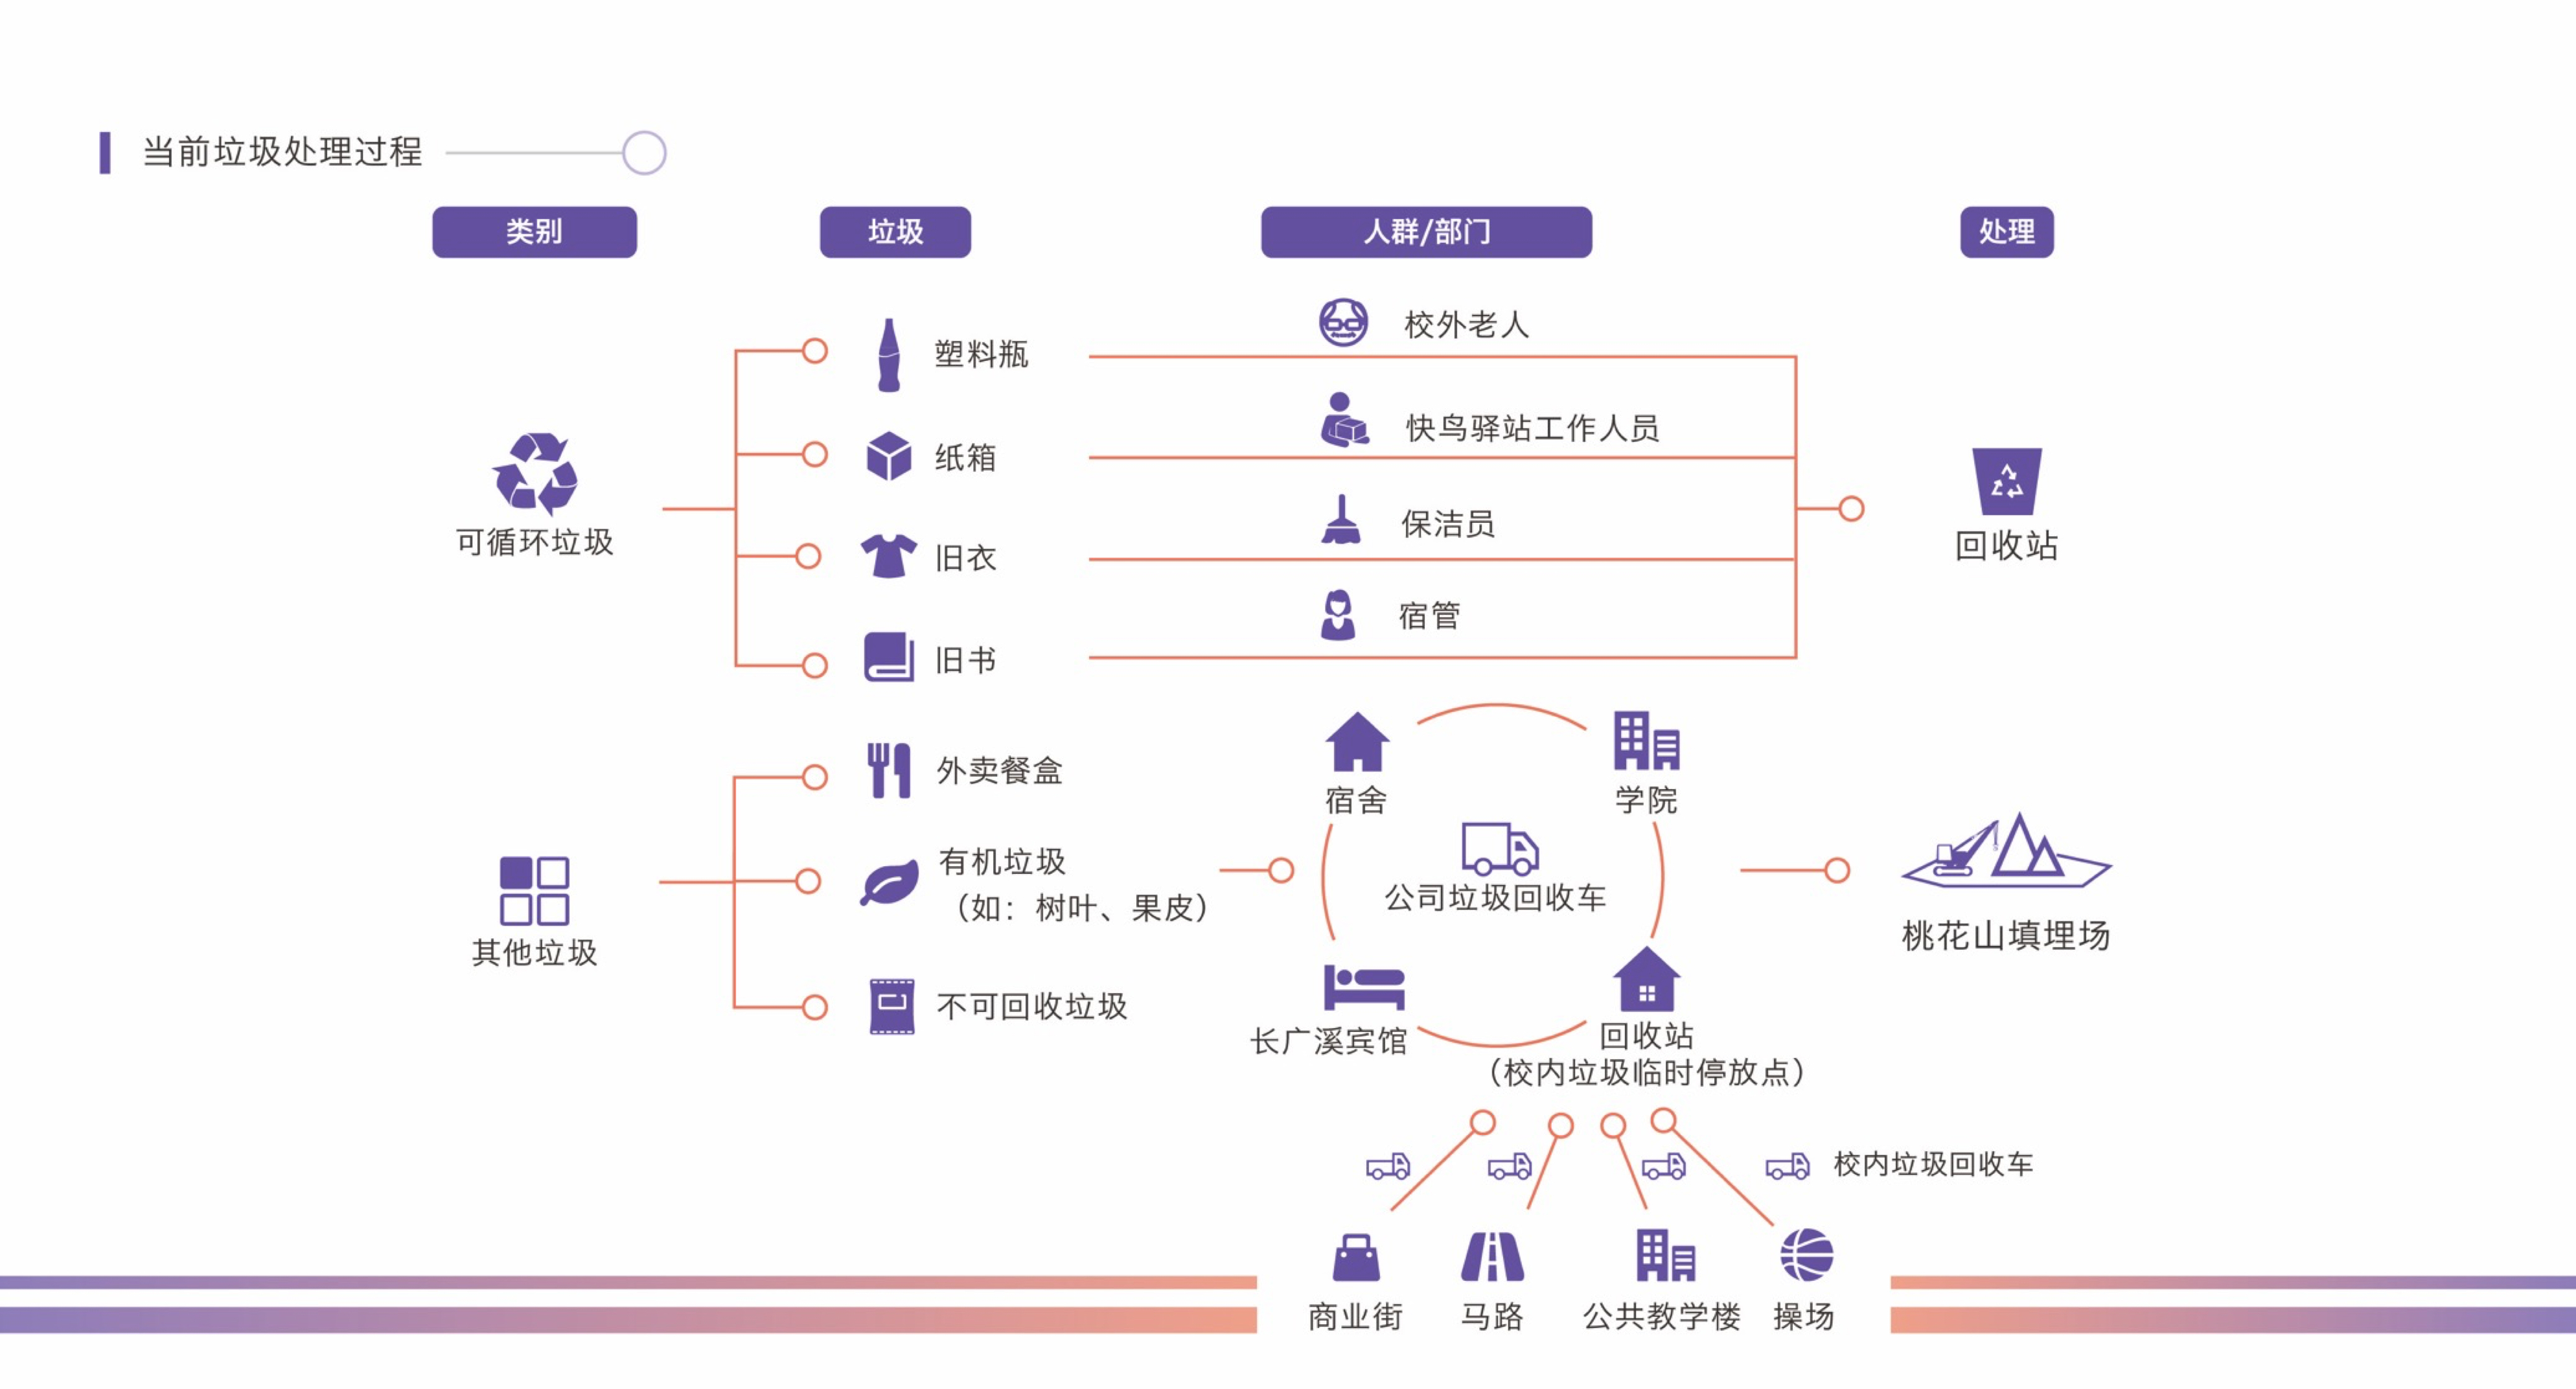 当前垃圾处理过程
类别
垃圾
人群/部门
处理
可循环垃圾
塑料瓶
纸箱
旧衣
旧书
校外老人
快鸟驿站工作人员
保洁员
宿管
回收站
其他垃圾
外卖餐盒
有机垃圾
（如：树叶、果皮）
不可回收垃圾
宿舍
学院
公司垃圾回收车
长广溪宾馆
回收站
（校内垃圾临时停放点）
桃花山填埋场
校内垃圾回收车
商业街
马路
公共教学楼
操场